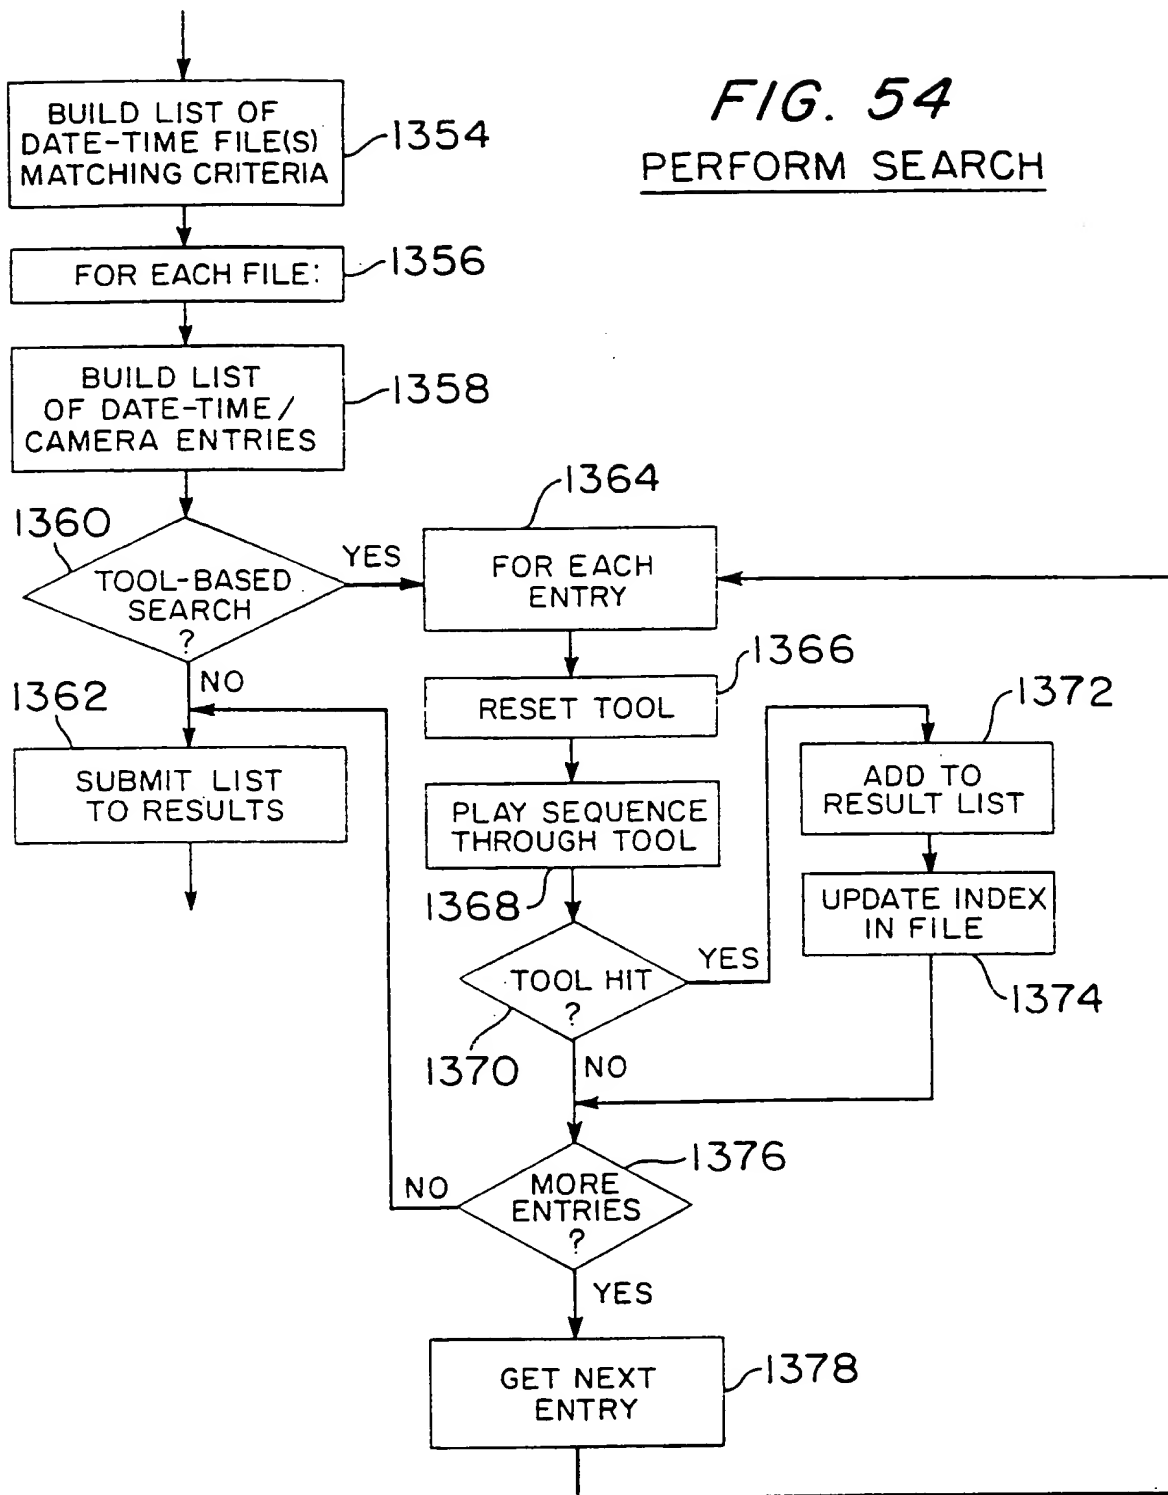 FIG. 54
PERFORM SEARCH
BUILD LIST OF
DATE-TIME FILE(S)
MATCHING CRITERIA
1354
FOR EACH FILE:
1356
BUILD LIST
OF DATE-TIME/
CAMERA ENTRIES
1358
1360
TOOL-BASED
SEARCH
?
YES
NO
1362
SUBMIT LIST
TO RESULTS
1364
FOR EACH
ENTRY
1366
RESET TOOL
PLAY SEQUENCE
THROUGH TOOL
1368
TOOL HIT
?
1370
YES
NO
1372
ADD TO
RESULT LIST
UPDATE INDEX
IN FILE
1374
1376
MORE
ENTRIES
?
NO
YES
GET NEXT
ENTRY
1378